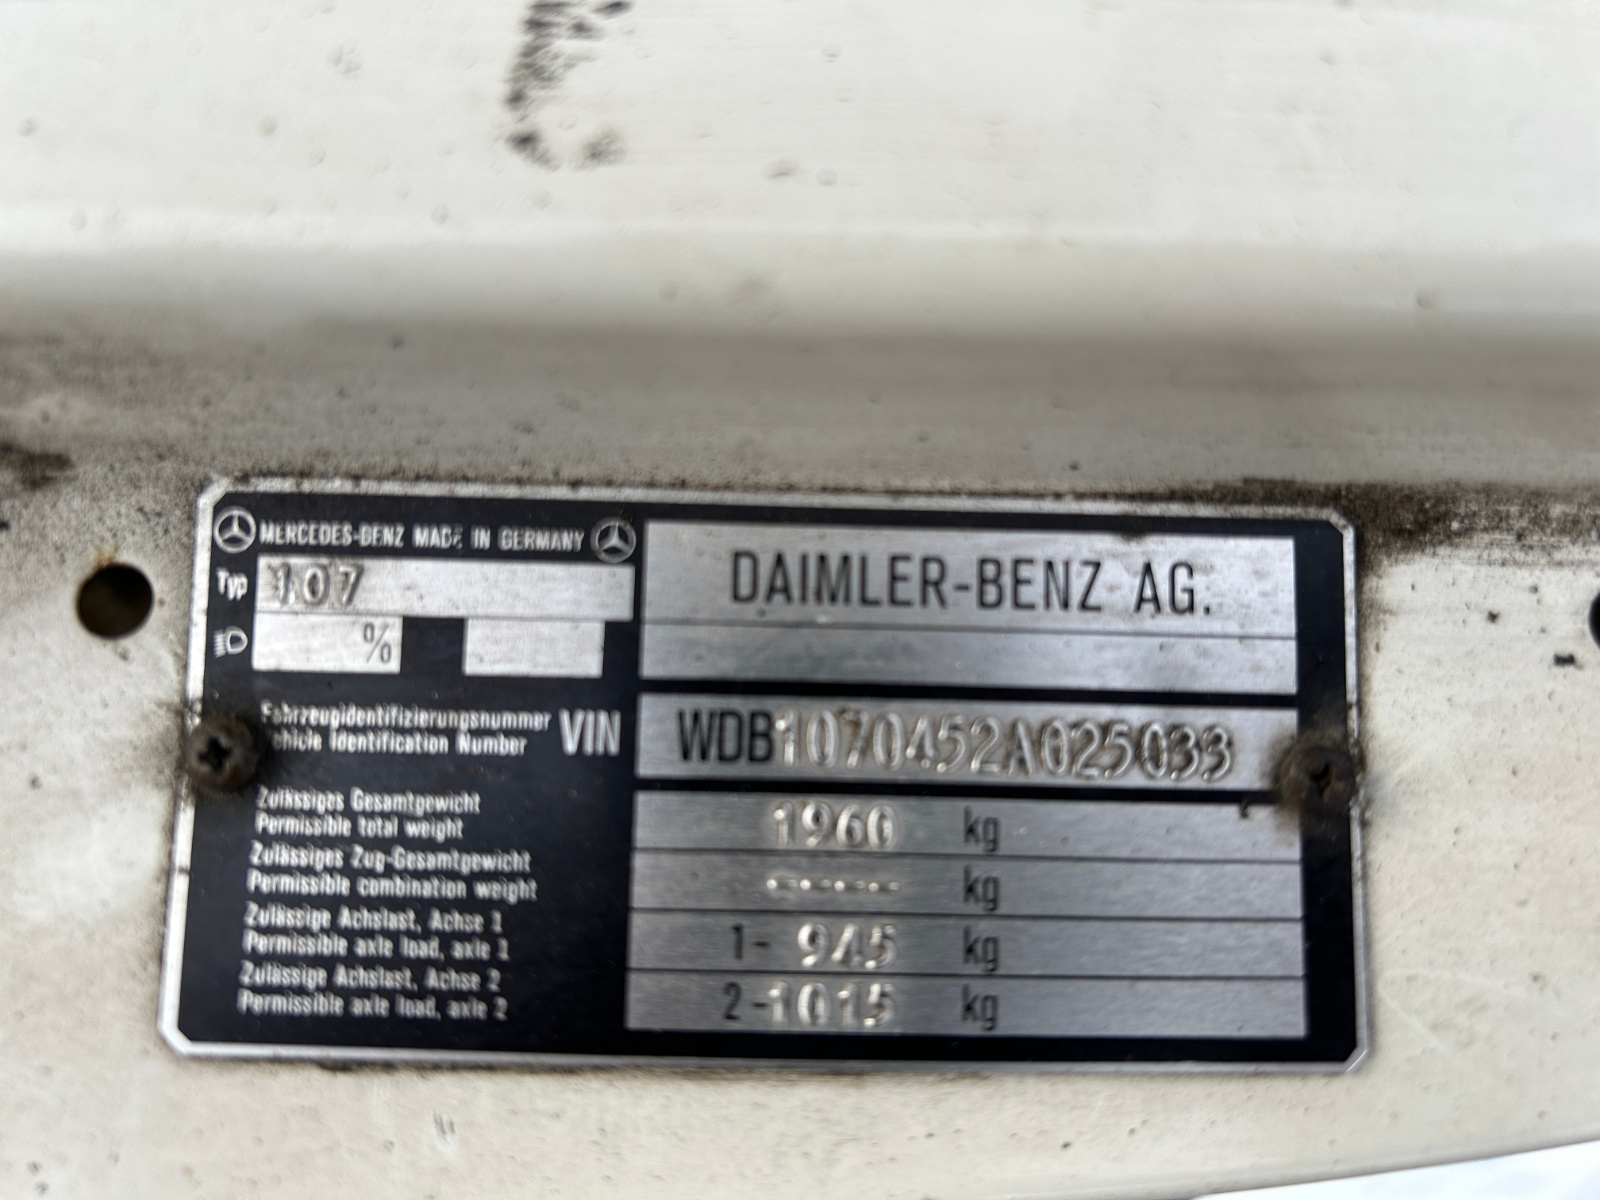 MERCEDES-BENZ MADE IN GERMANY
Typ 107
%
DAIMLER-BENZ AG.
Fahrzeugidentifizierungsnummer
Vehicle Identification Number
VIN
WDB1070452A025033
Zulässiges Gesamtgewicht
Permissible total weight
1960 kg
Zulässiges Zug-Gesamtgewicht
Permissible combination weight
----- kg
Zulässige Achslast, Achse 1
Permissible axle load, axle 1
1- 945 kg
Zulässige Achslast, Achse 2
Permissible axle load, axle 2
2-1015 kg